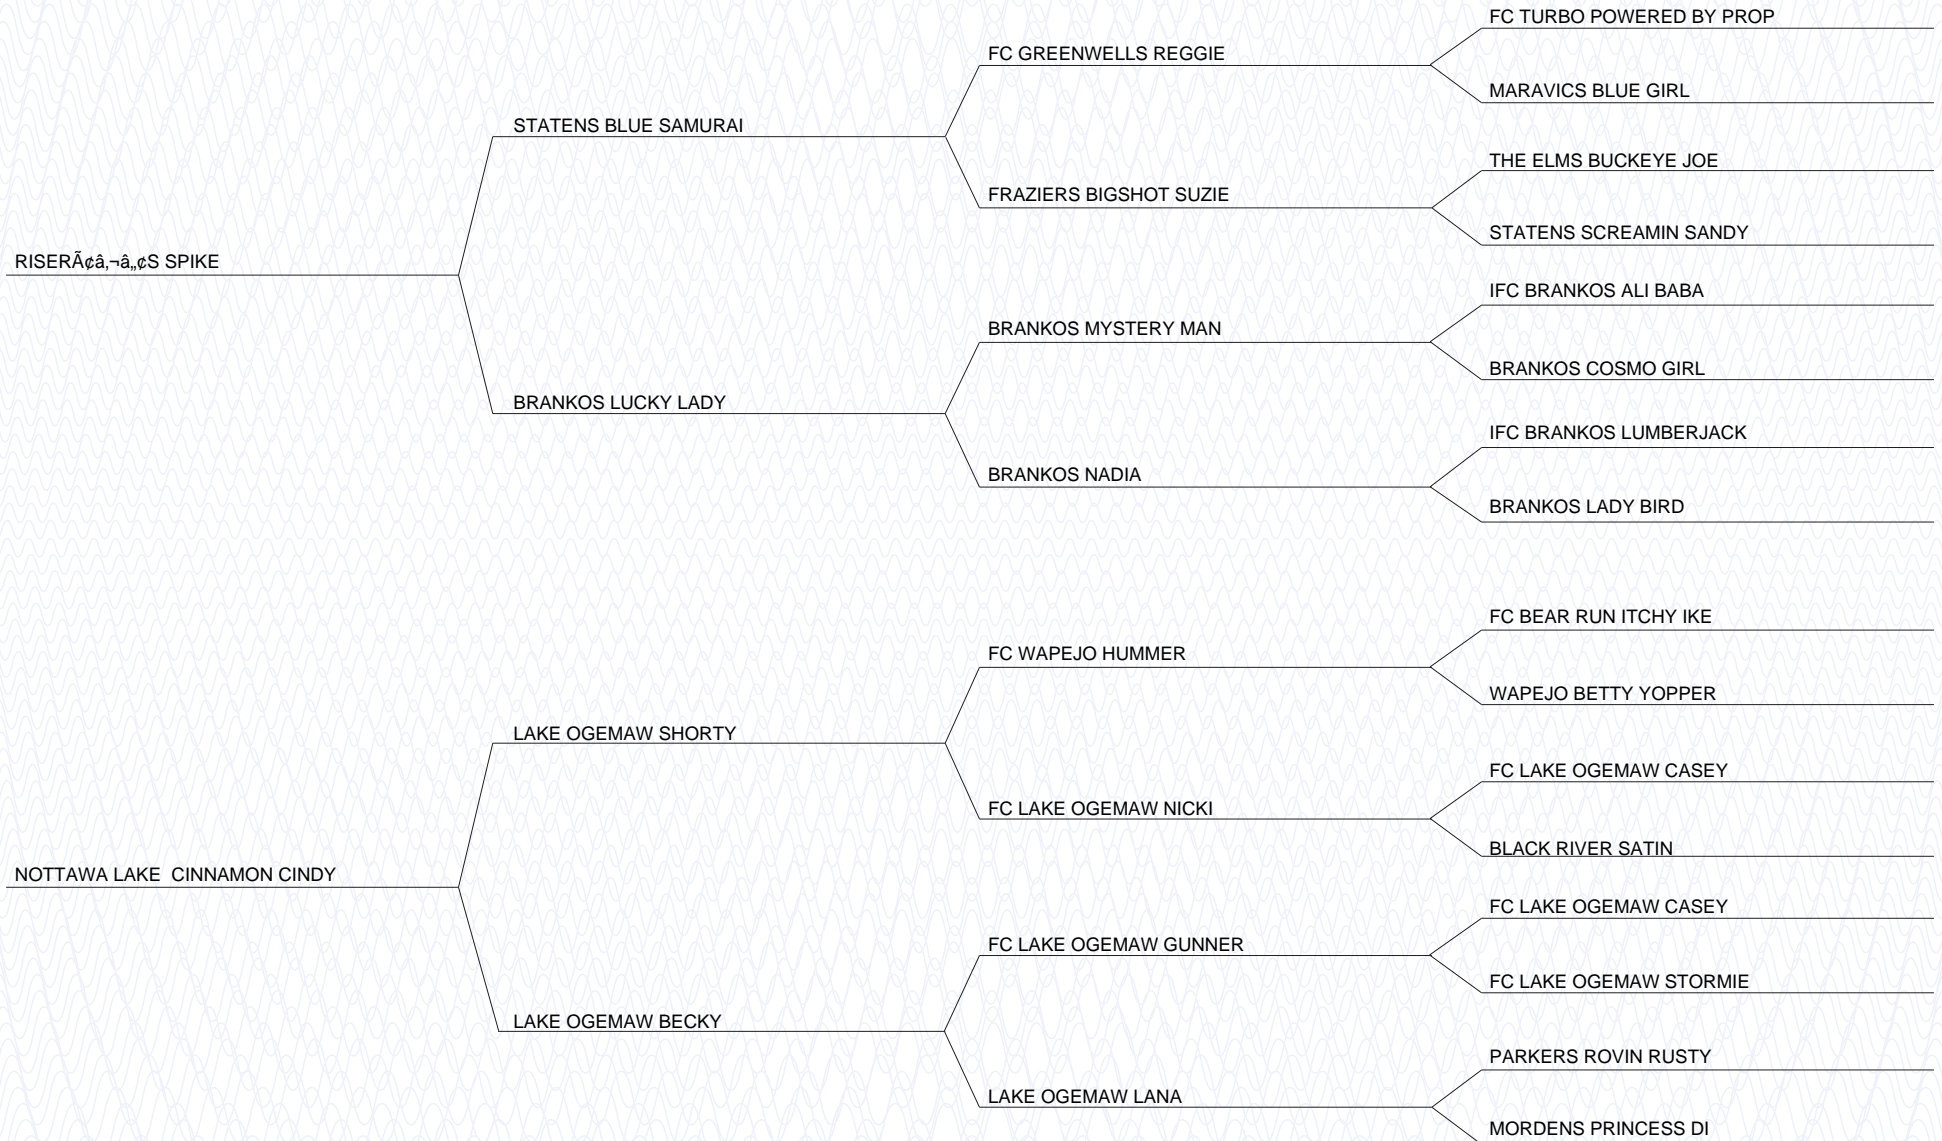 FC TURBO POWERED BY PROP
FC GREENWELLS REGGIE
MARAVICS BLUE GIRL
STATENS BLUE SAMURAI
THE ELMS BUCKEYE JOE
FRAZIERS BIGSHOT SUZIE
STATENS SCREAMIN SANDY
RISERÃ¢â‚¬â„¢S SPIKE
IFC BRANKOS ALI BABA
BRANKOS MYSTERY MAN
BRANKOS COSMO GIRL
BRANKOS LUCKY LADY
IFC BRANKOS LUMBERJACK
BRANKOS NADIA
BRANKOS LADY BIRD
FC BEAR RUN ITCHY IKE
FC WAPEJO HUMMER
WAPEJO BETTY YOPPER
LAKE OGEMAW SHORTY
FC LAKE OGEMAW CASEY
FC LAKE OGEMAW NICKI
BLACK RIVER SATIN
NOTTAWA LAKE  CINNAMON CINDY
FC LAKE OGEMAW CASEY
FC LAKE OGEMAW GUNNER
FC LAKE OGEMAW STORMIE
LAKE OGEMAW BECKY
PARKERS ROVIN RUSTY
LAKE OGEMAW LANA
MORDENS PRINCESS DI